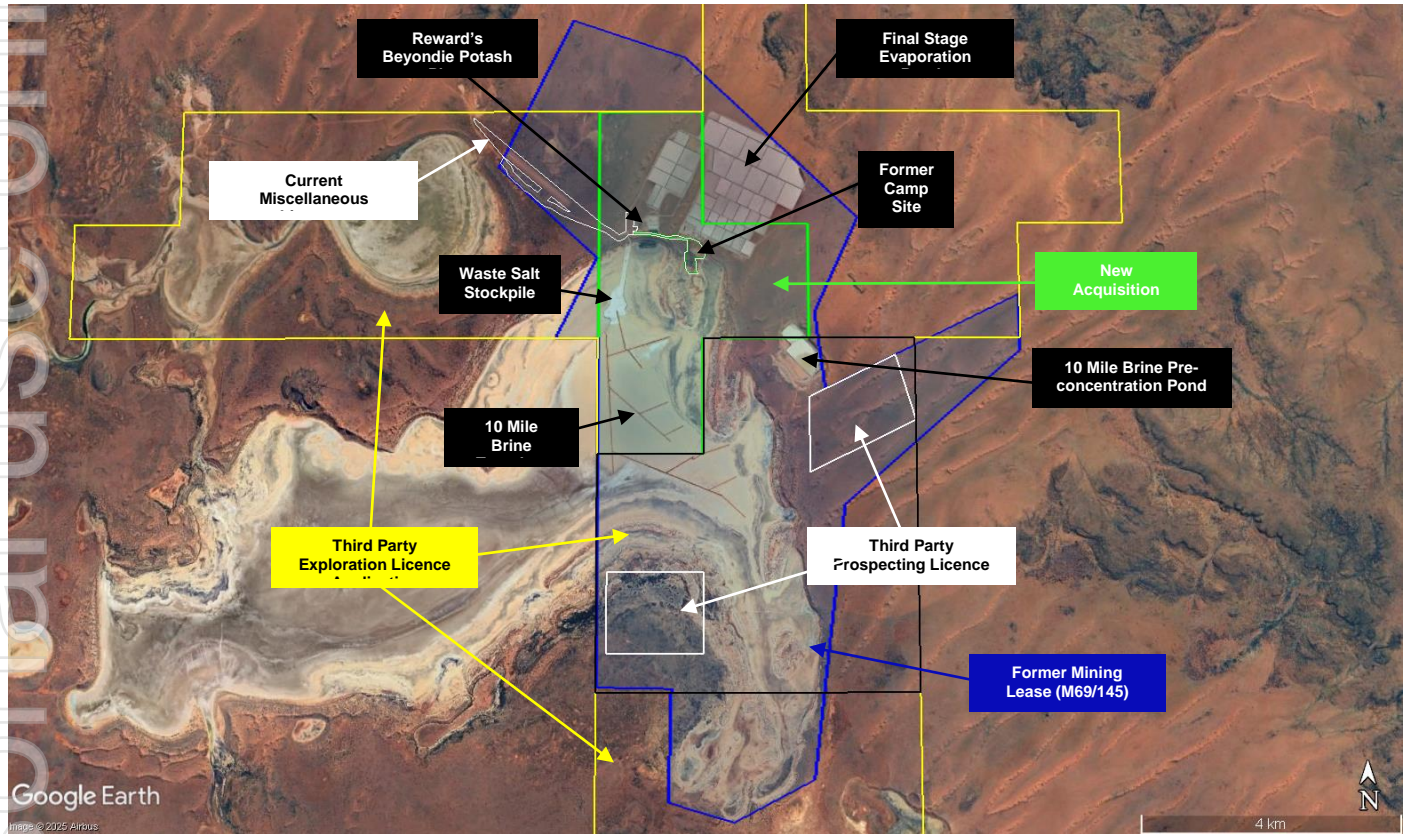 Reward's
Beyondie Potash
Final Stage
Evaporation
Current
Miscellaneous
Former
Camp
Site
Waste Salt
Stockpile
New
Acquisition
10 Mile Brine Pre-
concentration Pond
10 Mile
Brine
Third Party
Exploration Licence
Third Party
Prospecting Licence
Former Mining
Lease (M69/145)
Google Earth
Image © 2025 Airbus
N
4 km